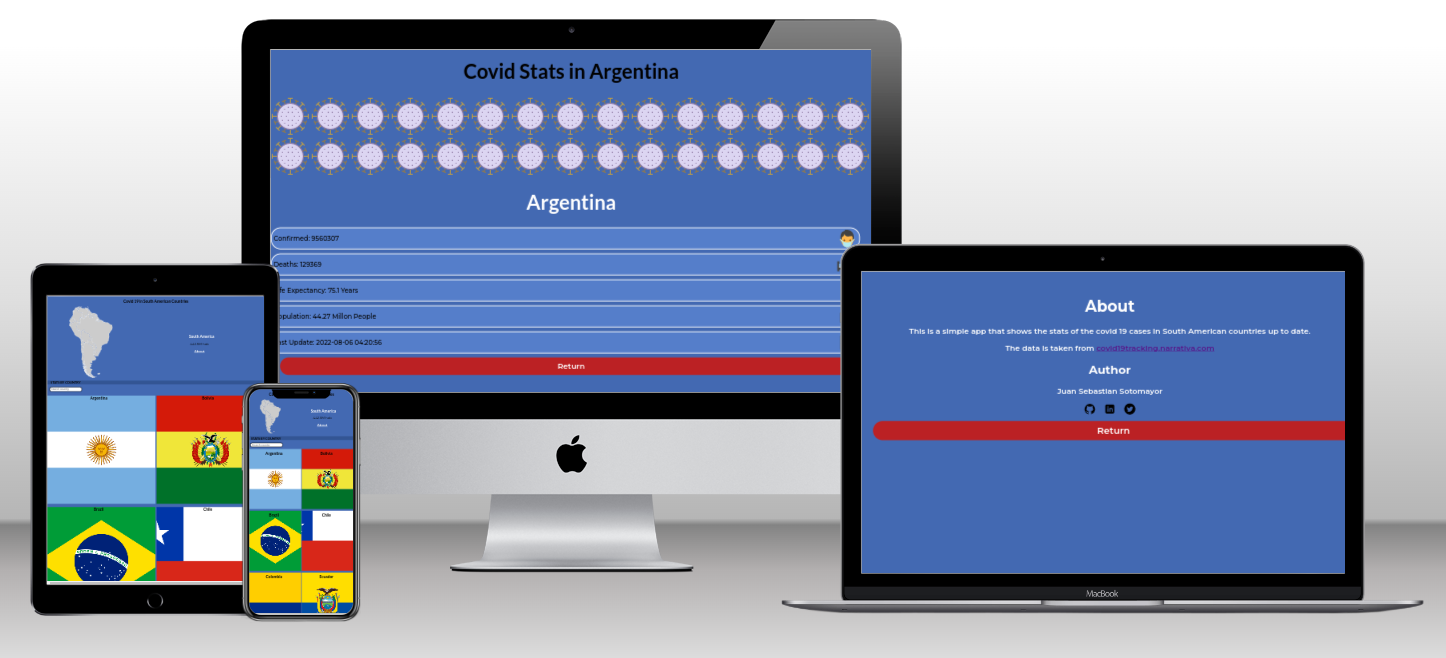 Covid Stats in Argentina
Argentina
Confirmed: 9560307
Deaths: 129369
fe Expectancy: 75.1 Years
opulation: 44.27 Millon People
st Update: 2022-08-06 04:20:56
Return
Covid 19 in South American Countries
South America
About
Argentina
Bolivia
Brazil
Chile
South America
About
Argentina
Bolivia
Brazil
Chile
Colombia
Ecuador
About
This is a simple app that shows the stats of the covid 19 cases in South American countries up to date.
The data is taken from covid19tracking.narrativa.com
Author
Juan Sebastian Sotomayor
Return
MacBook